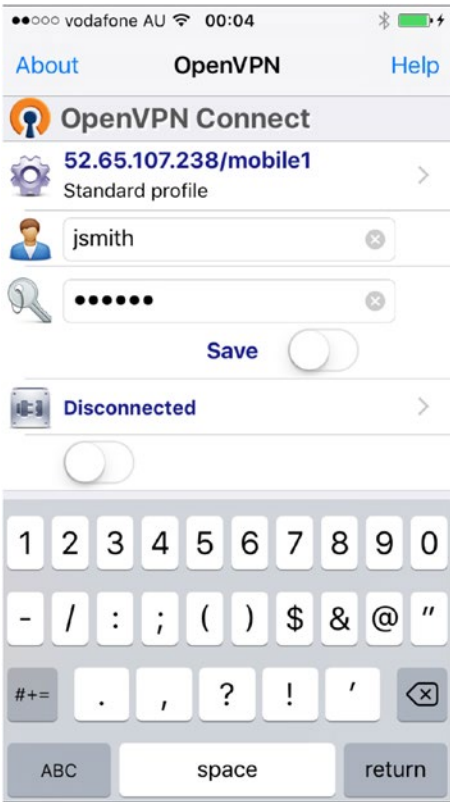 vodafone AU 00:04
About OpenVPN Help
OpenVPN Connect
52.65.107.238/mobile1
Standard profile
jsmith
••••••
Save
Disconnected
1 2 3 4 5 6 7 8 9 0
- / : ; ( ) $ & @ "
#+= . , ? ! '
ABC space return